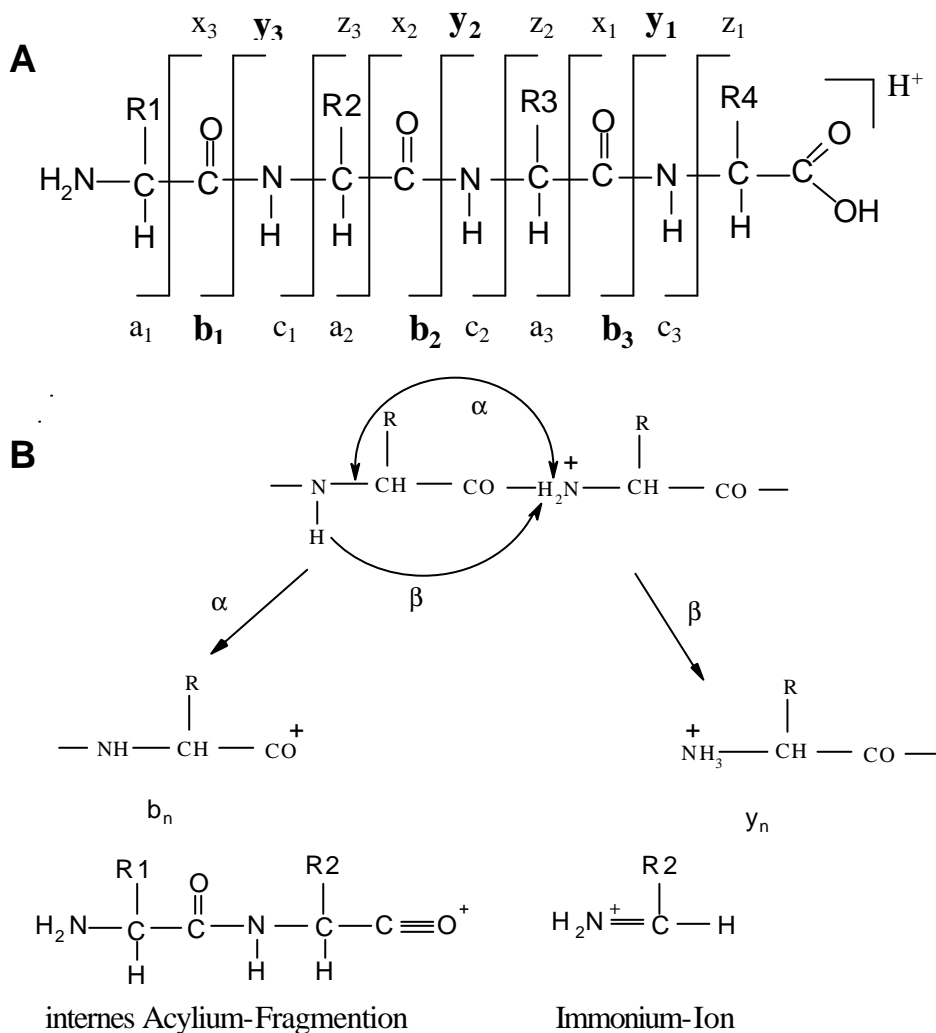 x₃ y₃ z₃ x₂ y₂ z₂ x₁ y₁ z₁
A
H⁺
R1 O R2 O R3 O R4 O
H₂N C C N C C N C C N C C
H H H H H H H OH
a₁ b₁ c₁ a₂ b₂ c₂ a₃ b₃ c₃
B
α
R R
+
N CH CO H₂N CH CO
H
β
α β
R R
+ +
NH CH CO NH₃ CH CO
bₙ yₙ
R1 O R2 R2
H₂N C C N C C O⁺ H₂N + C H
H H H
internes Acylium-Fragmention Immonium-Ion